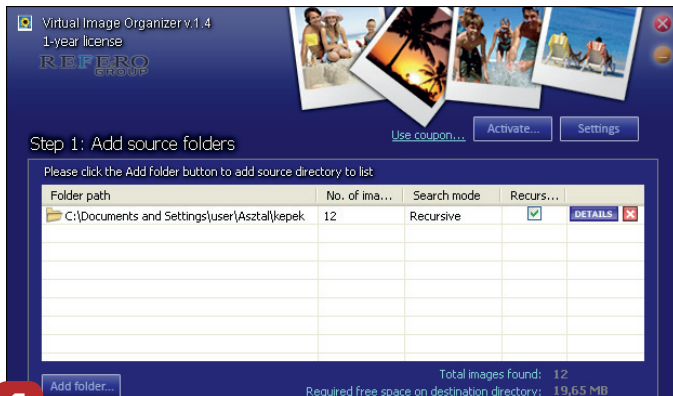 Virtual Image Organizer v.1.4
1-year license
REFERO
GROUP
Use coupon...
Activate...
Settings
Step 1: Add source folders
Please click the Add folder button to add source directory to list
Folder path No. of ima... Search mode Recurs...
C:\Documents and Settings\user\Asztal\kepek 12 Recursive DETAILS
Total images found: 12
Add folder...
Required free space on destination directory: 19,65 MB